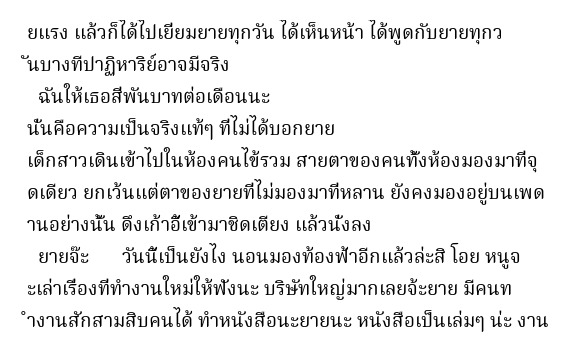 ยแรง แล้วก็ได้ไปเยี่ยมยายทุกวัน ได้เห็นหน้า ได้พูดกับยายทุกว
ันบางทีปาฏิหาริย์อาจมีจริง
ฉันให้เธอสี่พันบาทต่อเดือนนะ
นั่นคือความเป็นจริงแท้ๆ ที่ไม่ได้บอกยาย
เด็กสาวเดินเข้าไปในห้องคนไข้รวม สายตาของคนทั้งห้องมองมาที่จุ
ดเดียว ยกเว้นแต่ตาของยายที่ไม่มองมาที่หลาน ยังคงมองอยู่บนเพด
านอย่างนั้น ดึงเก้าอี้เข้ามาชิดเตียง แล้วนั่งลง
ยายจ๊ะ วันนี้เป็นยังไง นอนมองท้องฟ้าอีกแล้วล่ะสิ โอย หนูจ
ะเล่าเรื่องที่ทำงานใหม่ให้ฟังนะ บริษัทใหญ่มากเลยจ้ะยาย มีคนท
ำงานสักสามสิบคนได้ ทำหนังสือนะยายนะ หนังสือเป็นเล่มๆ น่ะ งาน